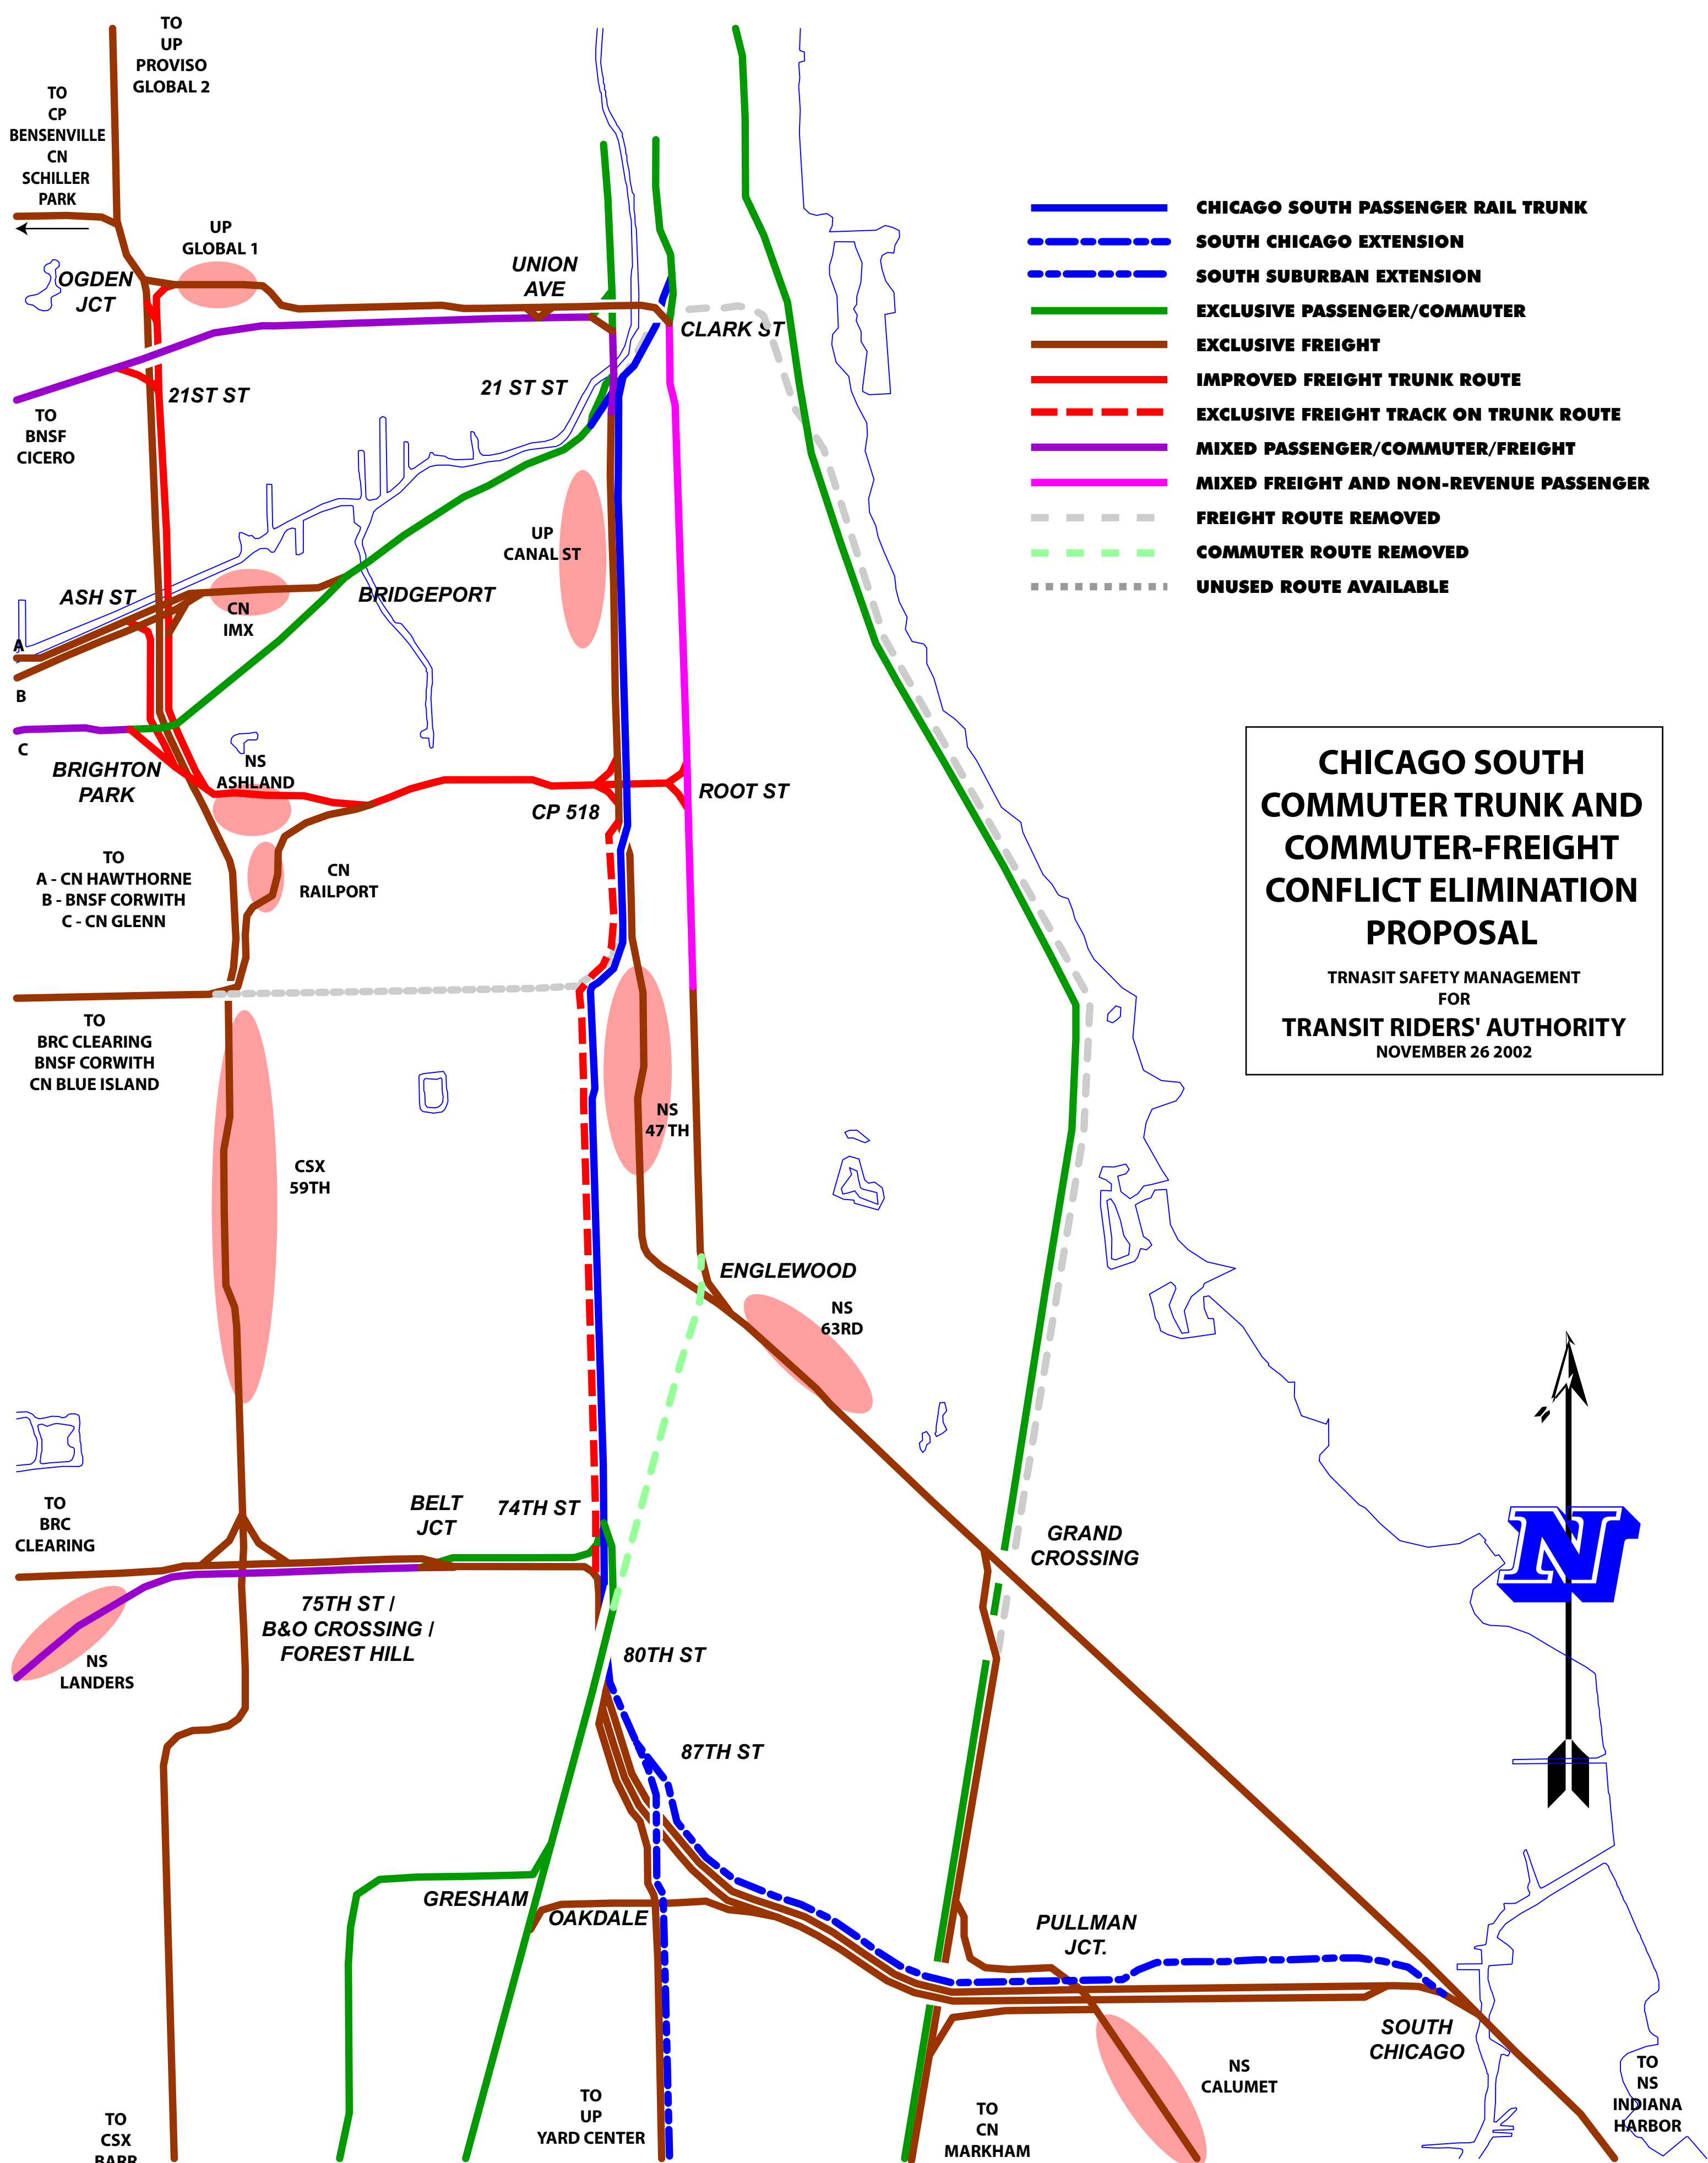 TO
UP
PROVISO
GLOBAL 2
TO
CP
BENSENVILLE
CN
SCHILLER
PARK
UP
GLOBAL 1
OGDEN
JCT
UNION
AVE
CLARK ST
21ST ST
21 ST ST
TO
BNSF
CICERO
UP
CANAL ST
ASH ST
CN
IMX
BRIDGEPORT
A
B
C
BRIGHTON
PARK
NS
ASHLAND
CP 518
ROOT ST
TO
A - CN HAWTHORNE
B - BNSF CORWITH
C - CN GLENN
CN
RAILPORT
TO
BRC CLEARING
BNSF CORWITH
CN BLUE ISLAND
NS
47 TH
CSX
59TH
ENGLEWOOD
NS
63RD
TO
BRC
CLEARING
BELT
JCT
74TH ST
GRAND
CROSSING
75TH ST /
B&O CROSSING /
FOREST HILL
NS
LANDERS
80TH ST
87TH ST
GRESHAM
OAKDALE
PULLMAN
JCT.
SOUTH
CHICAGO
NS
CALUMET
TO
NS
INDIANA
HARBOR
TO
CSX
BARR
TO
UP
YARD CENTER
TO
CN
MARKHAM
CHICAGO SOUTH PASSENGER RAIL TRUNK
SOUTH CHICAGO EXTENSION
SOUTH SUBURBAN EXTENSION
EXCLUSIVE PASSENGER/COMMUTER
EXCLUSIVE FREIGHT
IMPROVED FREIGHT TRUNK ROUTE
EXCLUSIVE FREIGHT TRACK ON TRUNK ROUTE
MIXED PASSENGER/COMMUTER/FREIGHT
MIXED FREIGHT AND NON-REVENUE PASSENGER
FREIGHT ROUTE REMOVED
COMMUTER ROUTE REMOVED
UNUSED ROUTE AVAILABLE
CHICAGO SOUTH
COMMUTER TRUNK AND
COMMUTER-FREIGHT
CONFLICT ELIMINATION
PROPOSAL
TRNASIT SAFETY MANAGEMENT
FOR
TRANSIT RIDERS' AUTHORITY
NOVEMBER 26 2002
N